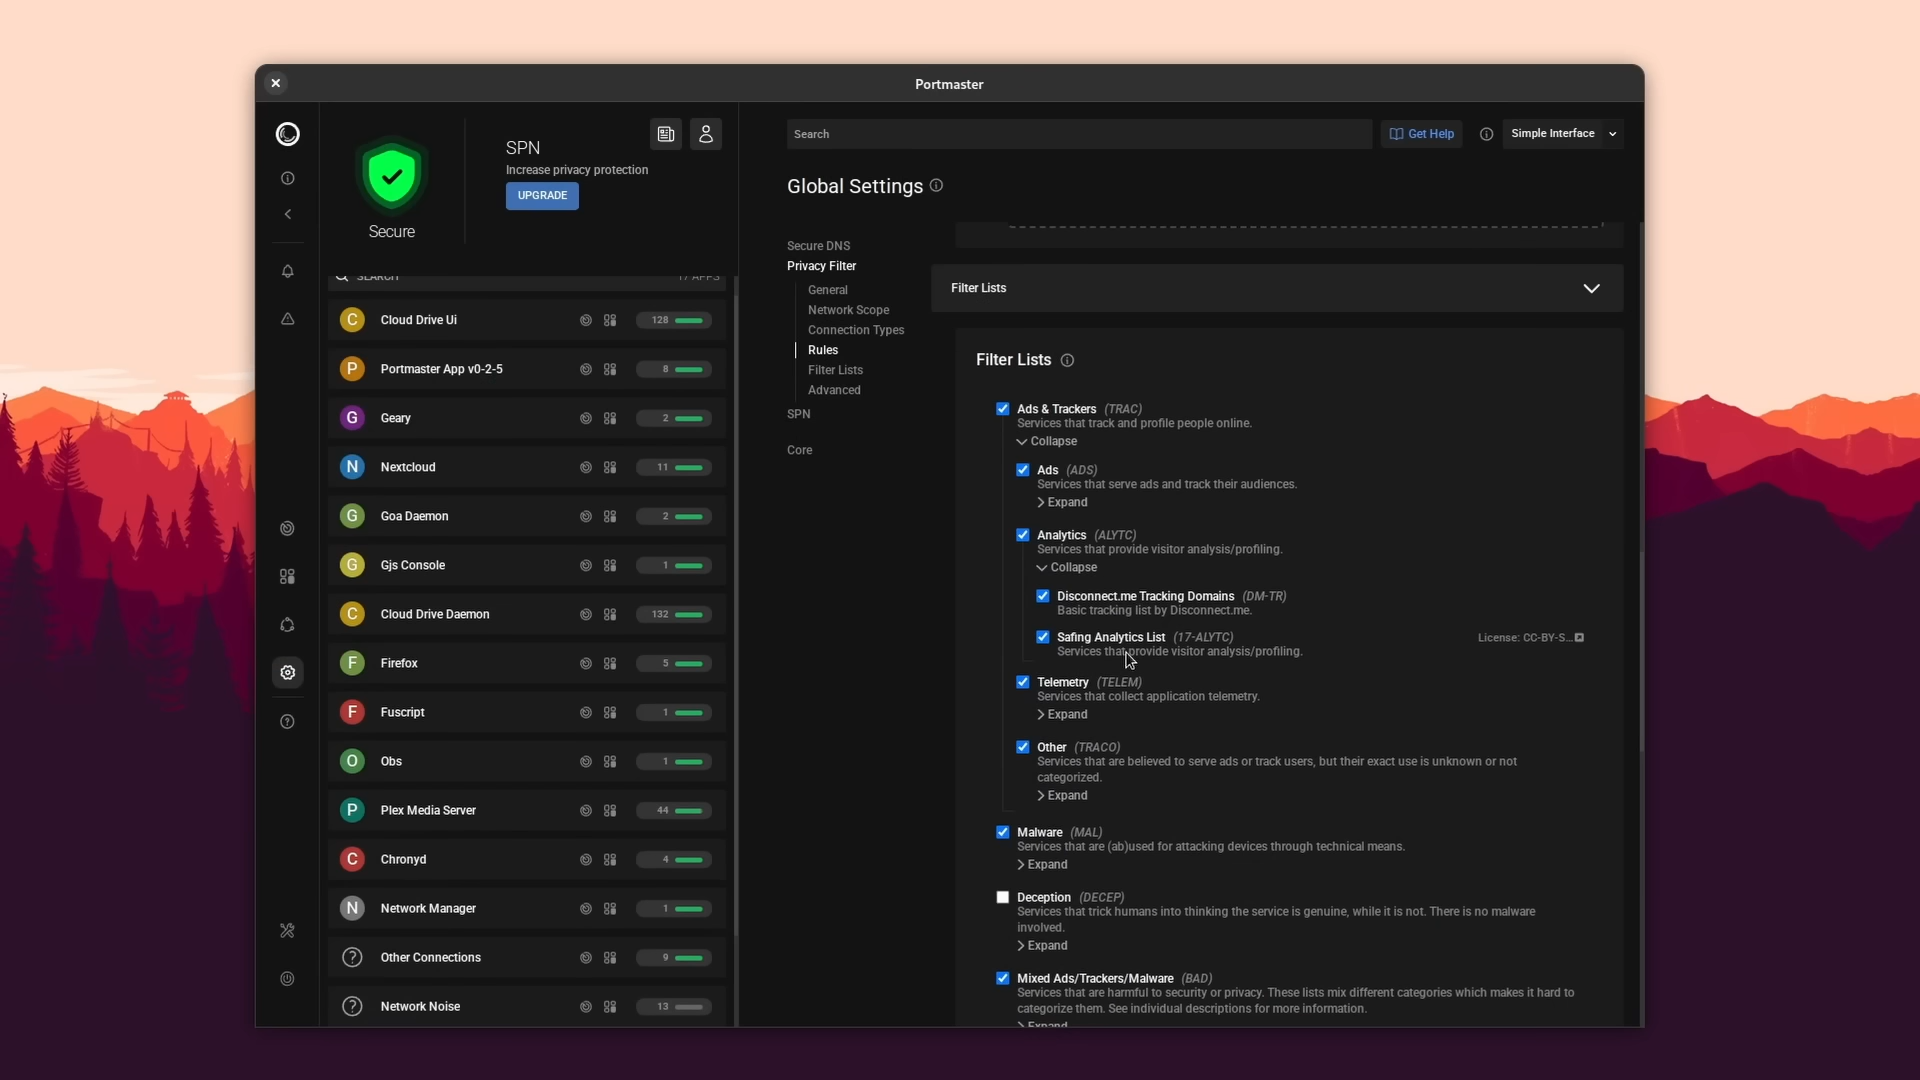 Portmaster
Secure
SPN
Increase privacy protection
UPGRADE
SEARCH
17 APPS
C Cloud Drive Ui 128
P Portmaster App v0-2-5 8
G Geary 2
N Nextcloud 11
G Goa Daemon 2
G Gjs Console 1
C Cloud Drive Daemon 132
F Firefox 5
F Fuscript 1
O Obs 1
P Plex Media Server 44
C Chronyd 4
N Network Manager 1
? Other Connections 9
? Network Noise 13
Search
Get Help
Simple Interface
Global Settings
Secure DNS
Privacy Filter
General
Network Scope
Connection Types
Rules
Filter Lists
Advanced
SPN
Core
Filter Lists
Filter Lists
Ads & Trackers (TRAC)
Services that track and profile people online.
Collapse
Ads (ADS)
Services that serve ads and track their audiences.
Expand
Analytics (ALYTC)
Services that provide visitor analysis/profiling.
Collapse
Disconnect.me Tracking Domains (DM-TR)
Basic tracking list by Disconnect.me.
Safing Analytics List (17-ALYTC) License: CC-BY-S...
Services that provide visitor analysis/profiling.
Telemetry (TELEM)
Services that collect application telemetry.
Expand
Other (TRACO)
Services that are believed to serve ads or track users, but their exact use is unknown or not
categorized.
Expand
Malware (MAL)
Services that are (ab)used for attacking devices through technical means.
Expand
Deception (DECEP)
Services that trick humans into thinking the service is genuine, while it is not. There is no malware
involved.
Expand
Mixed Ads/Trackers/Malware (BAD)
Services that are harmful to security or privacy. These lists mix different categories which makes it hard to
categorize them. See individual descriptions for more information.
Expand